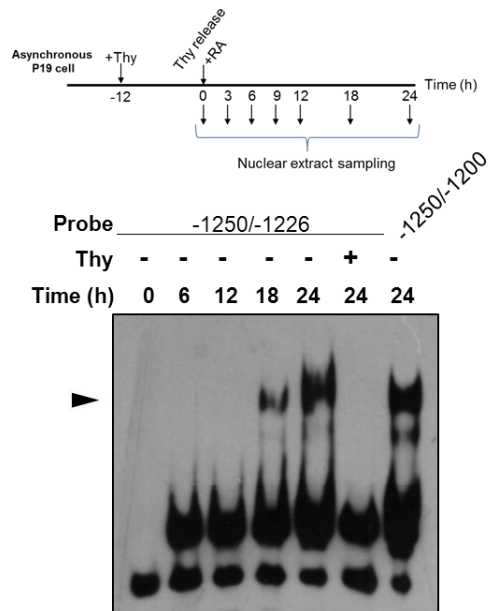 Thy release
Asynchronous +Thy +RA
P19 cell
Time (h)
-12 0 3 6 9 12 18 24
Nuclear extract sampling
Probe -1250/-1226 -1250/-1200
Thy - - - - - + -
Time (h) 0 6 12 18 24 24 24